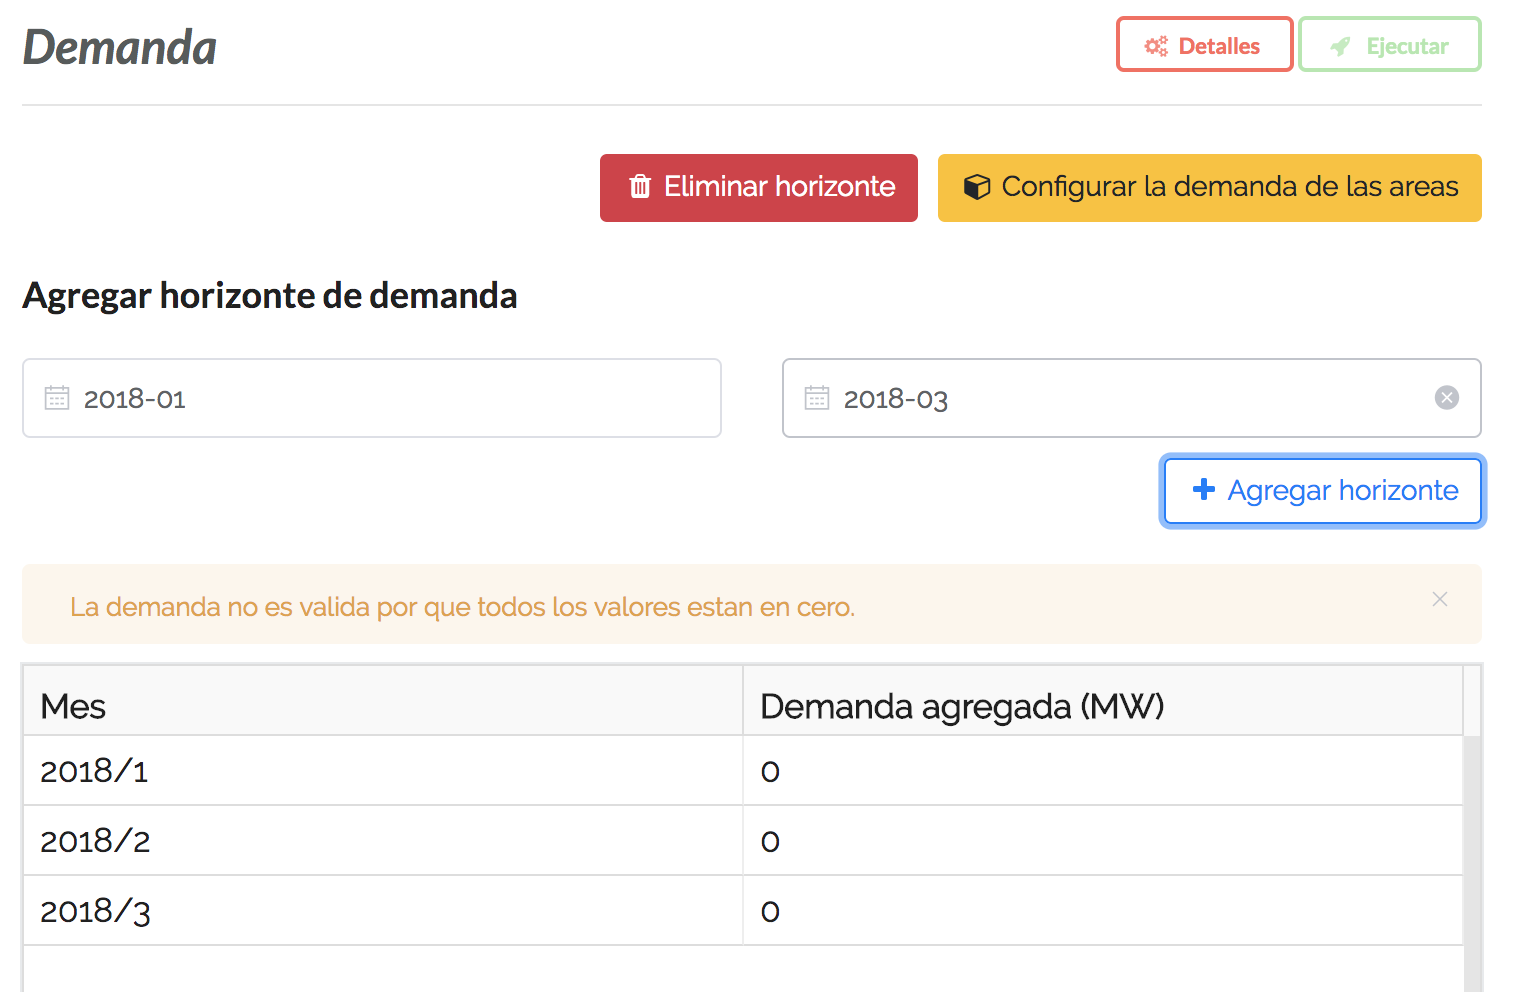 Demanda
Detalles
Ejecutar
Eliminar horizonte
Configurar la demanda de las areas
Agregar horizonte de demanda
2018-01
2018-03
Agregar horizonte
La demanda no es valida por que todos los valores estan en cero.
Mes Demanda agregada (MW)
2018/1 0
2018/2 0
2018/3 0